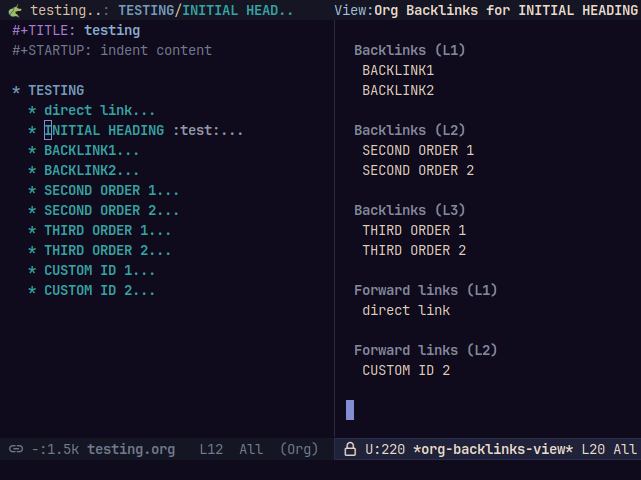 testing..: TESTING/INITIAL HEAD..
#+TITLE: testing
#+STARTUP: indent content
* TESTING
* direct link...
* INITIAL HEADING :test:...
* BACKLINK1...
* BACKLINK2...
* SECOND ORDER 1...
* SECOND ORDER 2...
* THIRD ORDER 1...
* THIRD ORDER 2...
* CUSTOM ID 1...
* CUSTOM ID 2...
-:1.5k testing.org L12 All (Org)
View:Org Backlinks for INITIAL HEADING
Backlinks (L1)
BACKLINK1
BACKLINK2
Backlinks (L2)
SECOND ORDER 1
SECOND ORDER 2
Backlinks (L3)
THIRD ORDER 1
THIRD ORDER 2
Forward links (L1)
direct link
Forward links (L2)
CUSTOM ID 2
U:220 *org-backlinks-view* L20 All